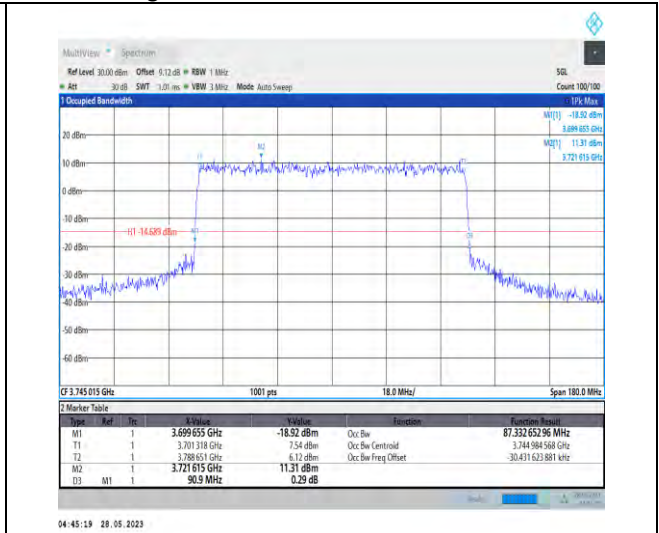 MultiView Spectrum
Ref Level 30.00 dBm Offset 9.12 dB RBW 1 MHz SGL
Att 30 dB SWT 1.01 ms VBW 3 MHz Mode Auto Sweep Count 100/100
1 Occupied Bandwidth 1Pk Max
M1[1] -18.92 dBm
3.699 655 GHz
M2[1] 11.31 dBm
3.721 615 GHz
20 dBm
M2
T1
10 dBm
0 dBm
-10 dBm
H1 -14.689 dBm
M1
D3
-20 dBm
-30 dBm
-40 dBm
-50 dBm
-60 dBm
CF 3.745 015 GHz 1001 pts 18.0 MHz/ Span 180.0 MHz
2 Marker Table
Type Ref Trc X-Value Y-Value Function Function Result
M1 1 3.699 655 GHz -18.92 dBm Occ Bw 87.332 652 96 MHz
T1 1 3.701 318 GHz 7.54 dBm Occ Bw Centroid 3.744 984 568 GHz
T2 1 3.788 651 GHz 6.12 dBm Occ Bw Freq Offset -30.431 623 881 kHz
M2 1 3.721 615 GHz 11.31 dBm
D3 M1 1 90.9 MHz 0.29 dB
04:45:19 28.05.2023